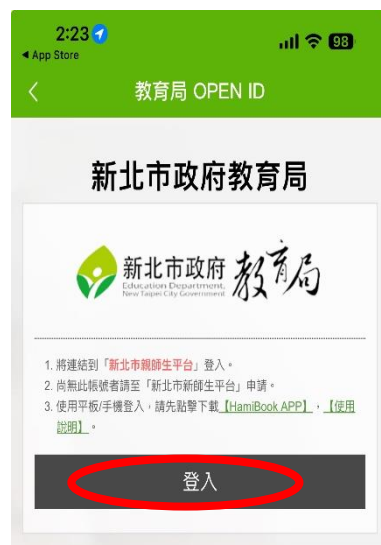 2:23
98
◀ App Store
教育局 OPEN ID
新北市政府教育局
新北市政府 教育局
Education Department,
New Taipei City Government
1. 將連結到「新北市親師生平台」登入。
2. 尚無此帳號者請至「新北市新師生平台」申請。
3. 使用平板/手機登入，請先點擊下載【HamiBook APP】，【使用
說明】。
登入